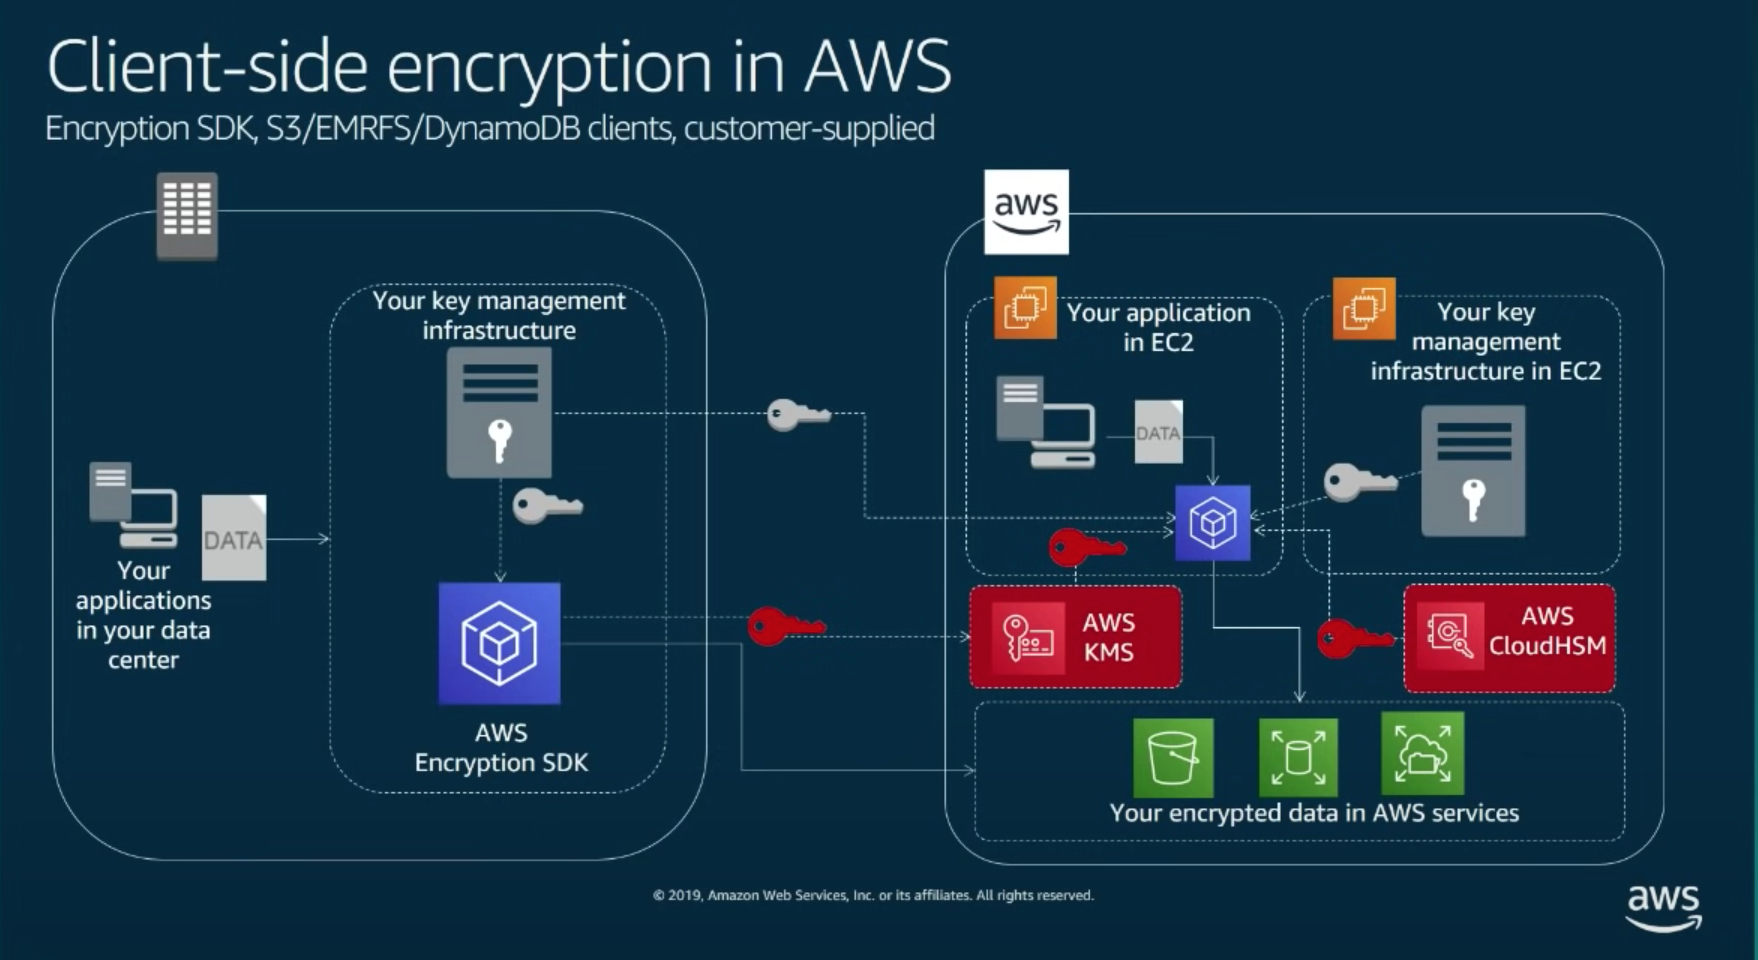 Client-side encryption in AWS
Encryption SDK, S3/EMRFS/DynamoDB clients, customer-supplied
aws
Your key management
infrastructure
Your application
in EC2
Your key
management
infrastructure in EC2
DATA
DATA
Your
applications
in your data
center
AWS
KMS
AWS
CloudHSM
AWS
Encryption SDK
Your encrypted data in AWS services
© 2019, Amazon Web Services, Inc. or its affiliates. All rights reserved.
aws